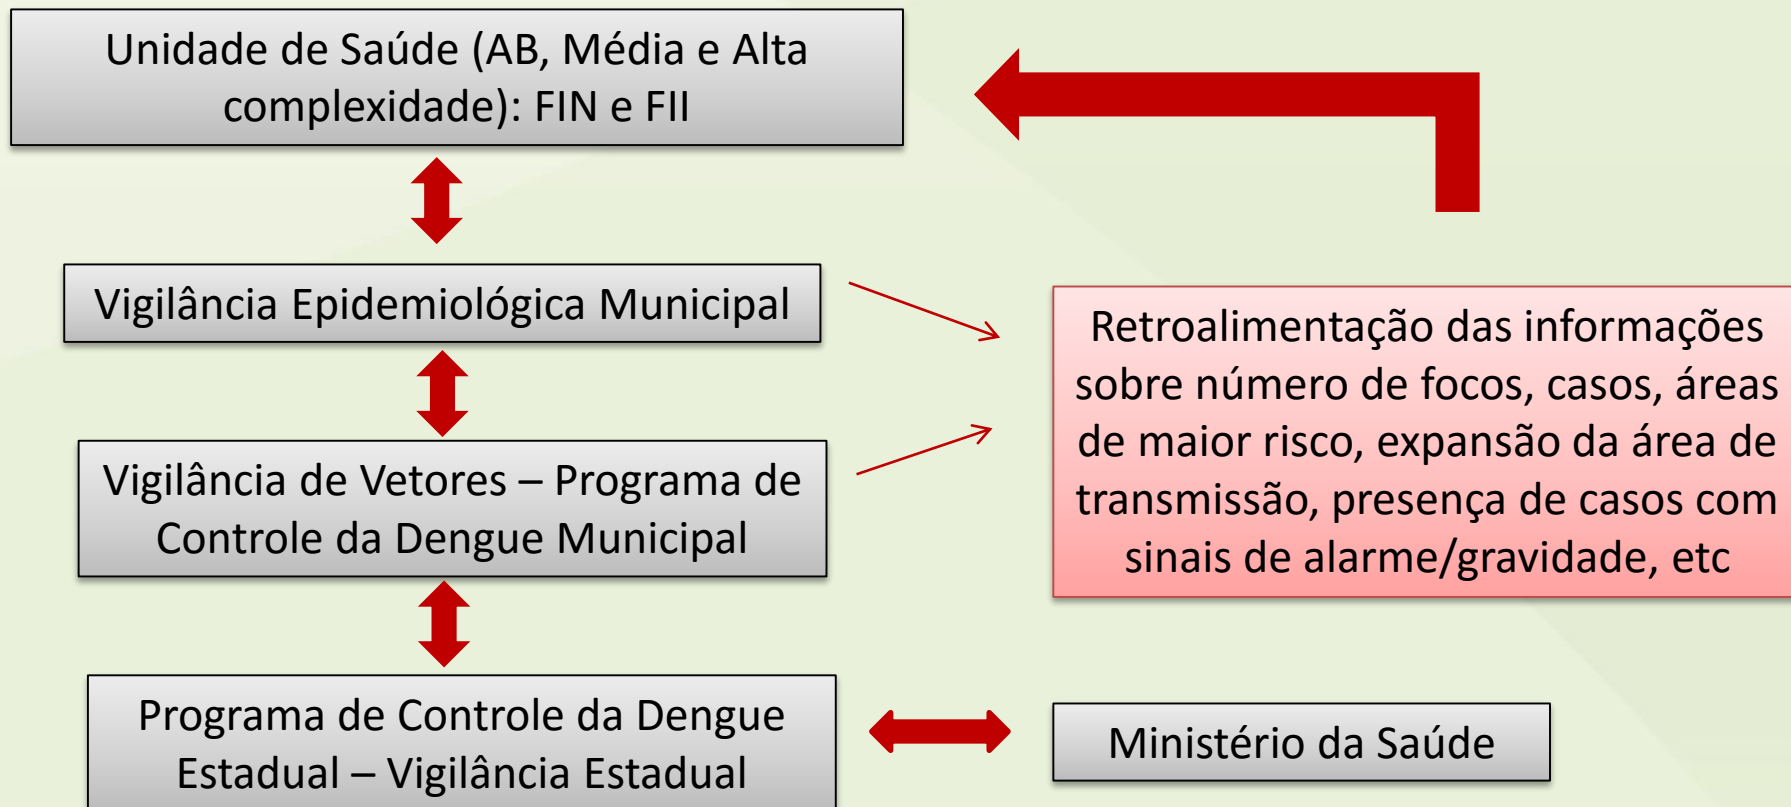 Unidade de Saúde (AB, Média e Alta
complexidade): FIN e FII
Vigilância Epidemiológica Municipal
Retroalimentação das informações
sobre número de focos, casos, áreas
de maior risco, expansão da área de
transmissão, presença de casos com
sinais de alarme/gravidade, etc
Vigilância de Vetores – Programa de
Controle da Dengue Municipal
Programa de Controle da Dengue
Estadual – Vigilância Estadual
Ministério da Saúde